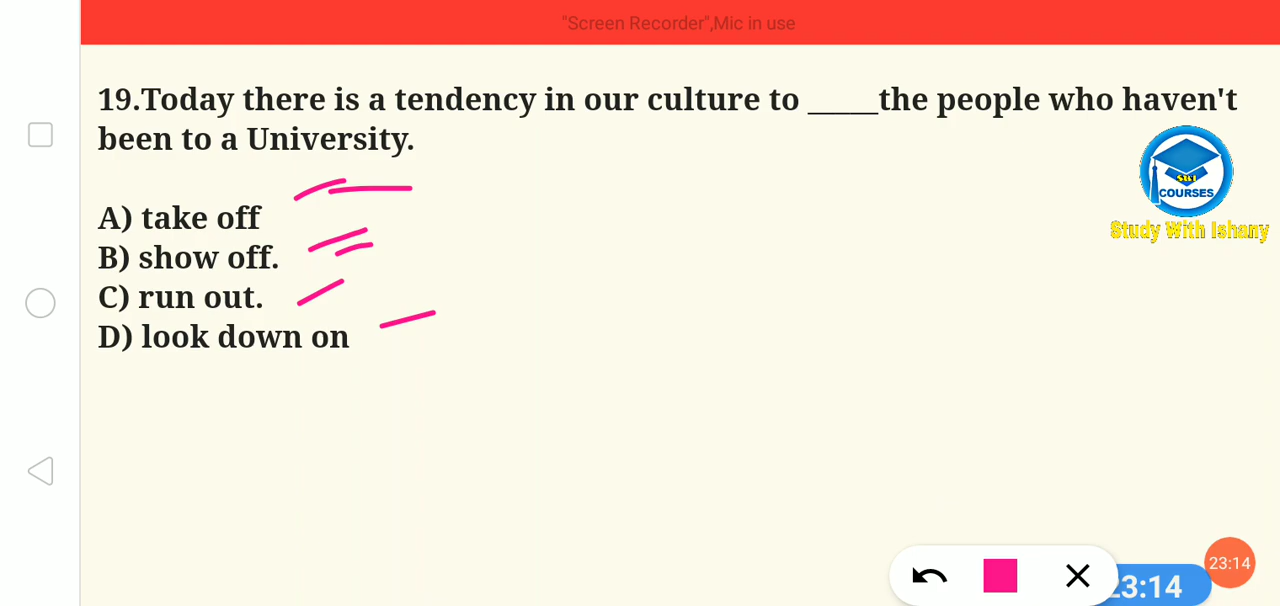 "Screen Recorder",Mic in use
19.Today there is a tendency in our culture to _____the people who haven't
been to a University.
A) take off
B) show off.
C) run out.
D) look down on
COURSES
Study With Ishany
23:14
23:14